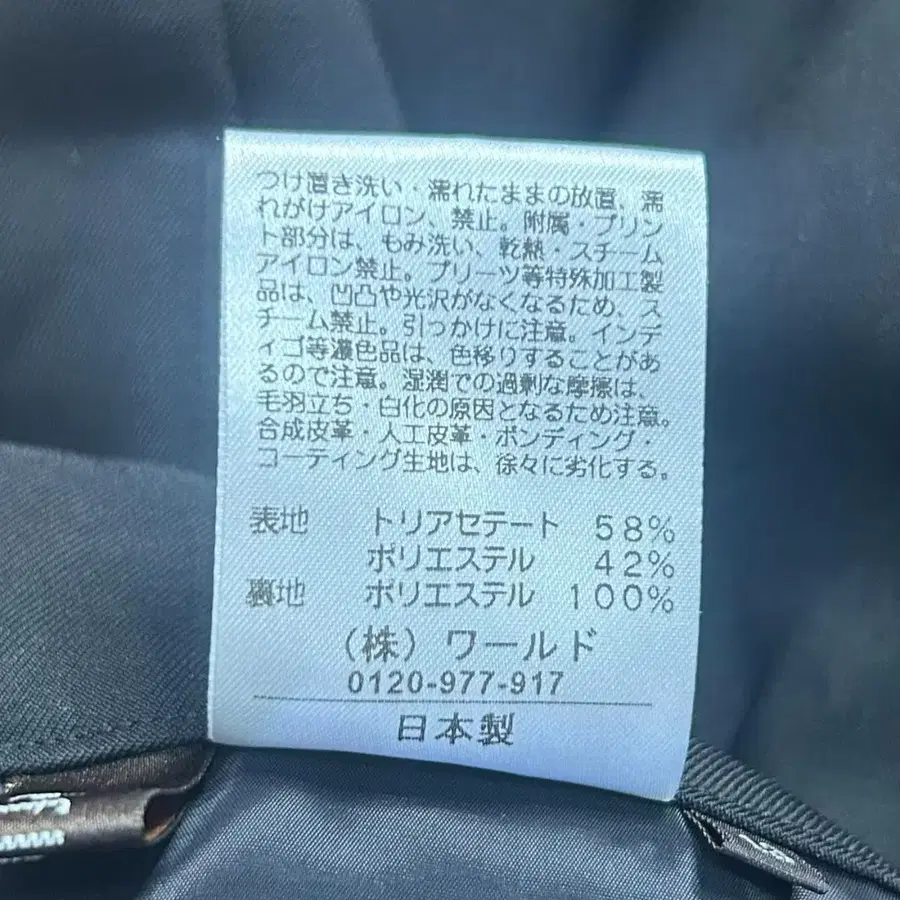 つけ置き洗い・濡れたままの放置、濡
れがけアイロン、禁止。附属・プリン
ト部分は、もみ洗い、乾熱・スチーム
アイロン禁止。プリーツ等特殊加工製
品は、凹凸や光沢がなくなるため、ス
チーム禁止。引っかけに注意。インデ
ィゴ等濃色品は、色移りすることがあ
るので注意。湿潤での過剰な摩擦は、
毛羽立ち・白化の原因となるため注意。
合成皮革・人工皮革・ボンディング・
コーティング生地は、徐々に劣化する。
表地 トリアセテート 58%
ポリエステル 42%
裏地 ポリエステル 100%
(株)ワールド
0120-977-917
日本製